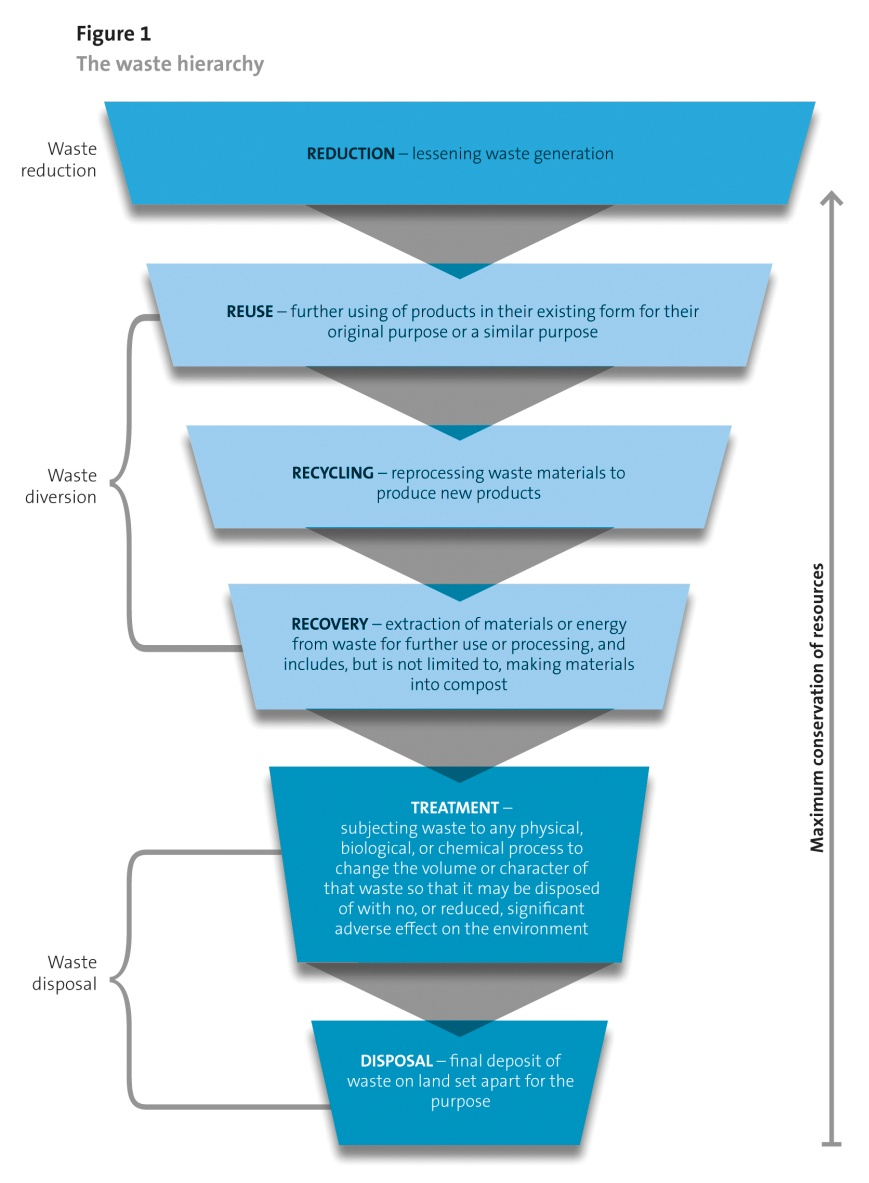 Figure 1
The waste hierarchy
Waste
reduction
REDUCTION – lessening waste generation
REUSE – further using of products in their existing form for their
original purpose or a similar purpose
Waste
diversion
RECYCLING – reprocessing waste materials to
produce new products
RECOVERY – extraction of materials or energy
from waste for further use or processing, and
includes, but is not limited to, making materials
into compost
TREATMENT –
subjecting waste to any physical,
biological, or chemical process to
change the volume or character of
that waste so that it may be disposed
of with no, or reduced, significant
adverse effect on the environment
Waste
disposal
DISPOSAL – final deposit of
waste on land set apart for the
purpose
Maximum conservation of resources